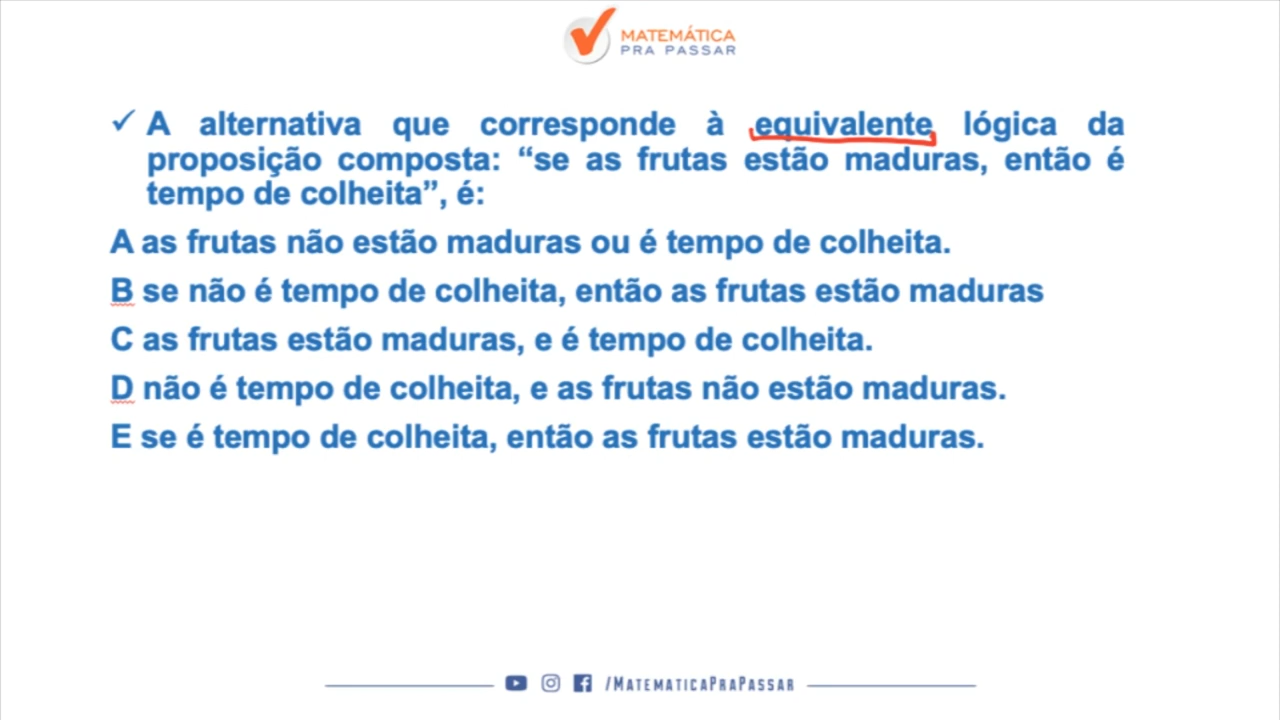 MATEMÁTICA
PRA PASSAR
✓ A alternativa que corresponde à equivalente lógica da
proposição composta: “se as frutas estão maduras, então é
tempo de colheita”, é:
A as frutas não estão maduras ou é tempo de colheita.
B se não é tempo de colheita, então as frutas estão maduras
C as frutas estão maduras, e é tempo de colheita.
D não é tempo de colheita, e as frutas não estão maduras.
E se é tempo de colheita, então as frutas estão maduras.
/MATEMATICAPRAPASSAR